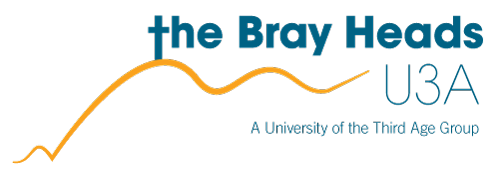 the Bray Heads
U3A
A University of the Third Age Group